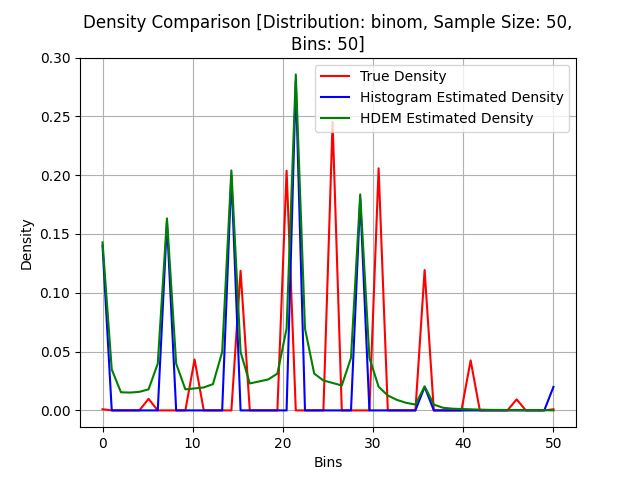 Density Comparison [Distribution: binom, Sample Size: 50,
Bins: 50]
True Density
Histogram Estimated Density
HDEM Estimated Density
Density
0.30
0.25
0.20
0.15
0.10
0.05
0.00
0 10 20 30 40 50
Bins